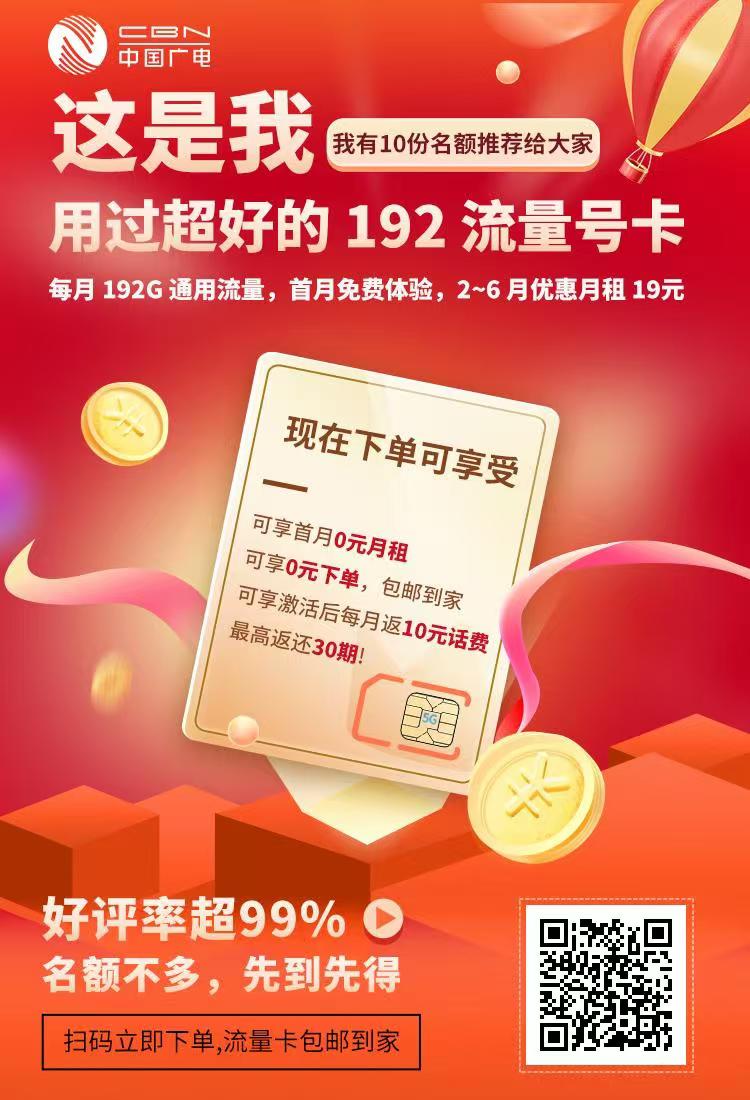 CBN
中国广电
这是我
我有10份名额推荐给大家
用过超好的 192 流量号卡
每月 192G 通用流量，首月免费体验，2~6 月优惠月租 19元
现在下单可享受
可享首月0元月租
可享0元下单，包邮到家
可享激活后每月返10元话费
最高返还30期!
5G
好评率超99%
名额不多，先到先得
扫码立即下单,流量卡包邮到家